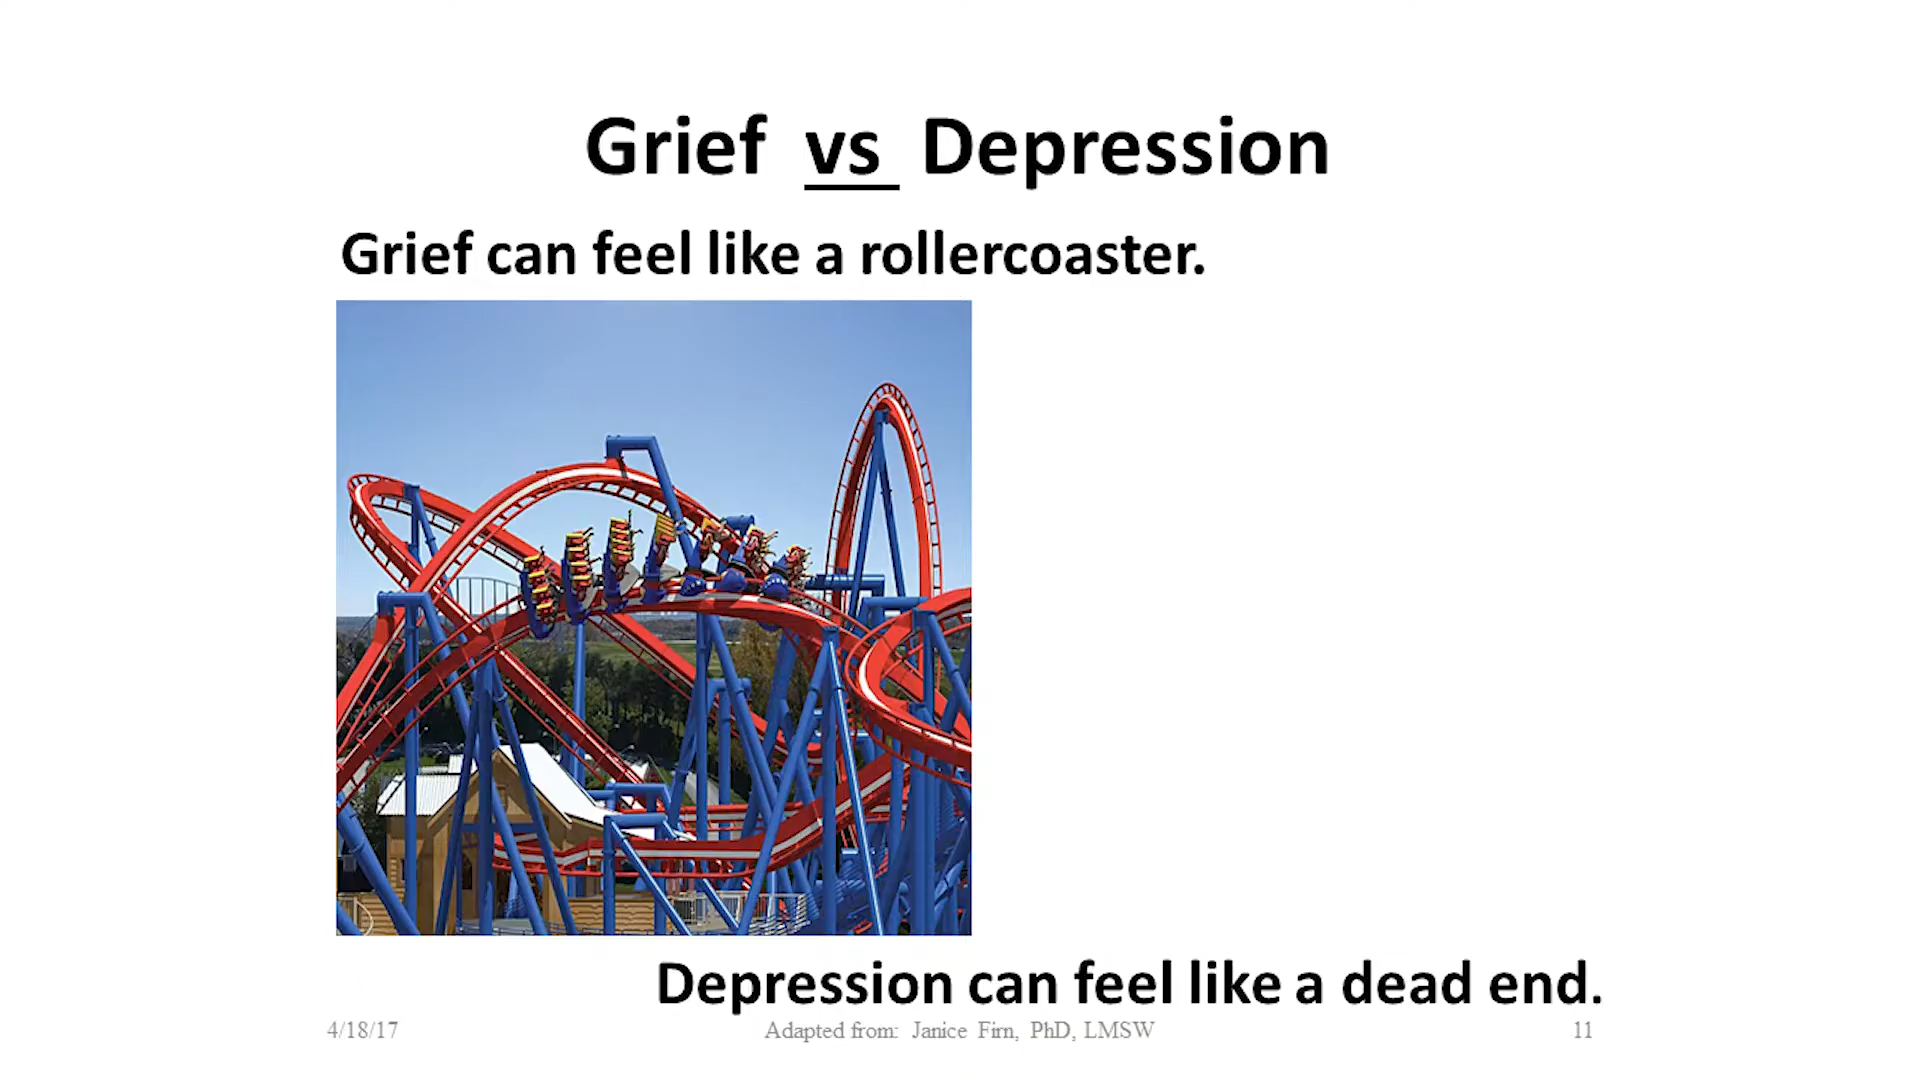 Grief vs Depression
Grief can feel like a rollercoaster.
Depression can feel like a dead end.
4/18/17
Adapted from: Janice Firn, PhD, LMSW
11